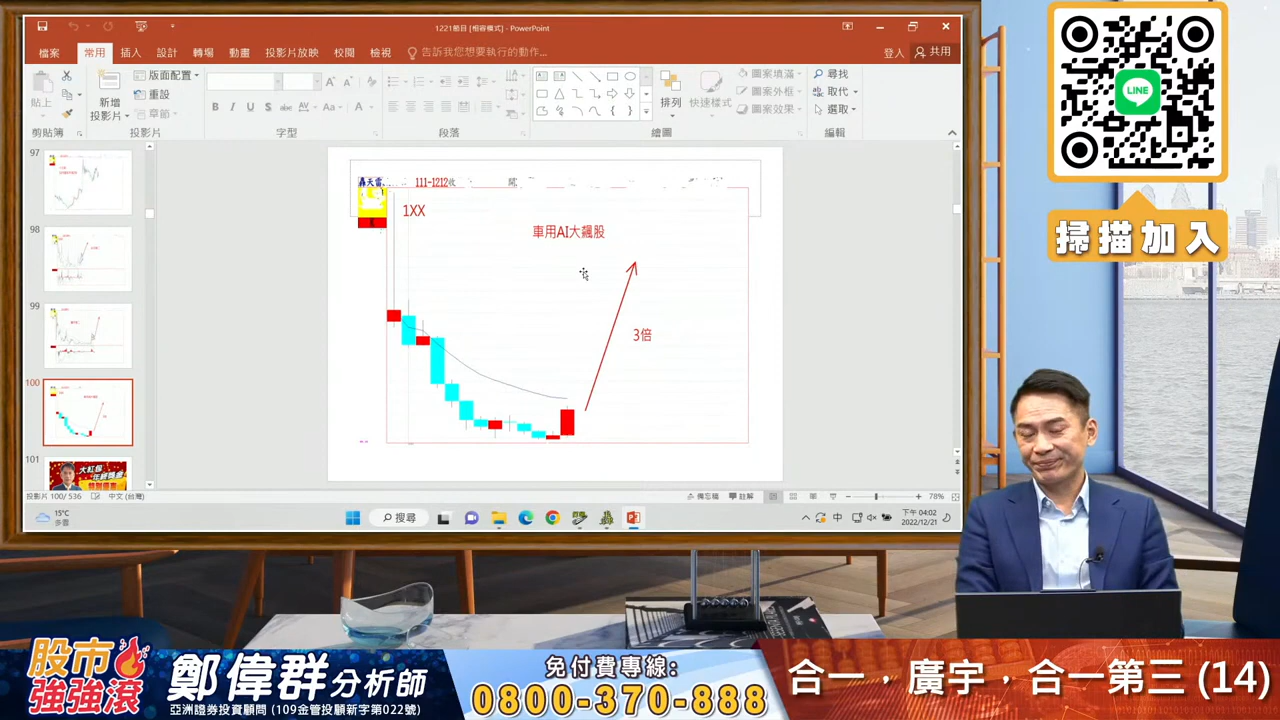 1221節目 [相容模式] - PowerPoint
檔案 常用 插入 設計 轉場 動畫 投影片放映 校閱 檢視 告訴我您想要執行的動作...
登入 共用
貼上
新增
投影片
版面配置
重設
章節
B I U S abc AV Aa A
排列
快速樣式
圖案填滿
圖案外框
圖案效果
尋找
取代
選取
剪貼簿 投影片 字型 段落 繪圖 編輯
97
98
99
100
101
轟天雷 111-1212收
1XX
車用AI大飆股
3倍
投影片 100/ 536 中文 (台灣)
備忘稿 註解 78%
15°C
多雲
搜尋
中
下午 04:02
2022/12/21
LINE
掃描加入
股市
強強滾
鄭偉群分析師
亞洲證券投資顧問 (109金管投顧新字第022號)
免付費專線:
0800-370-888
合一，廣宇，合一第三 (14)